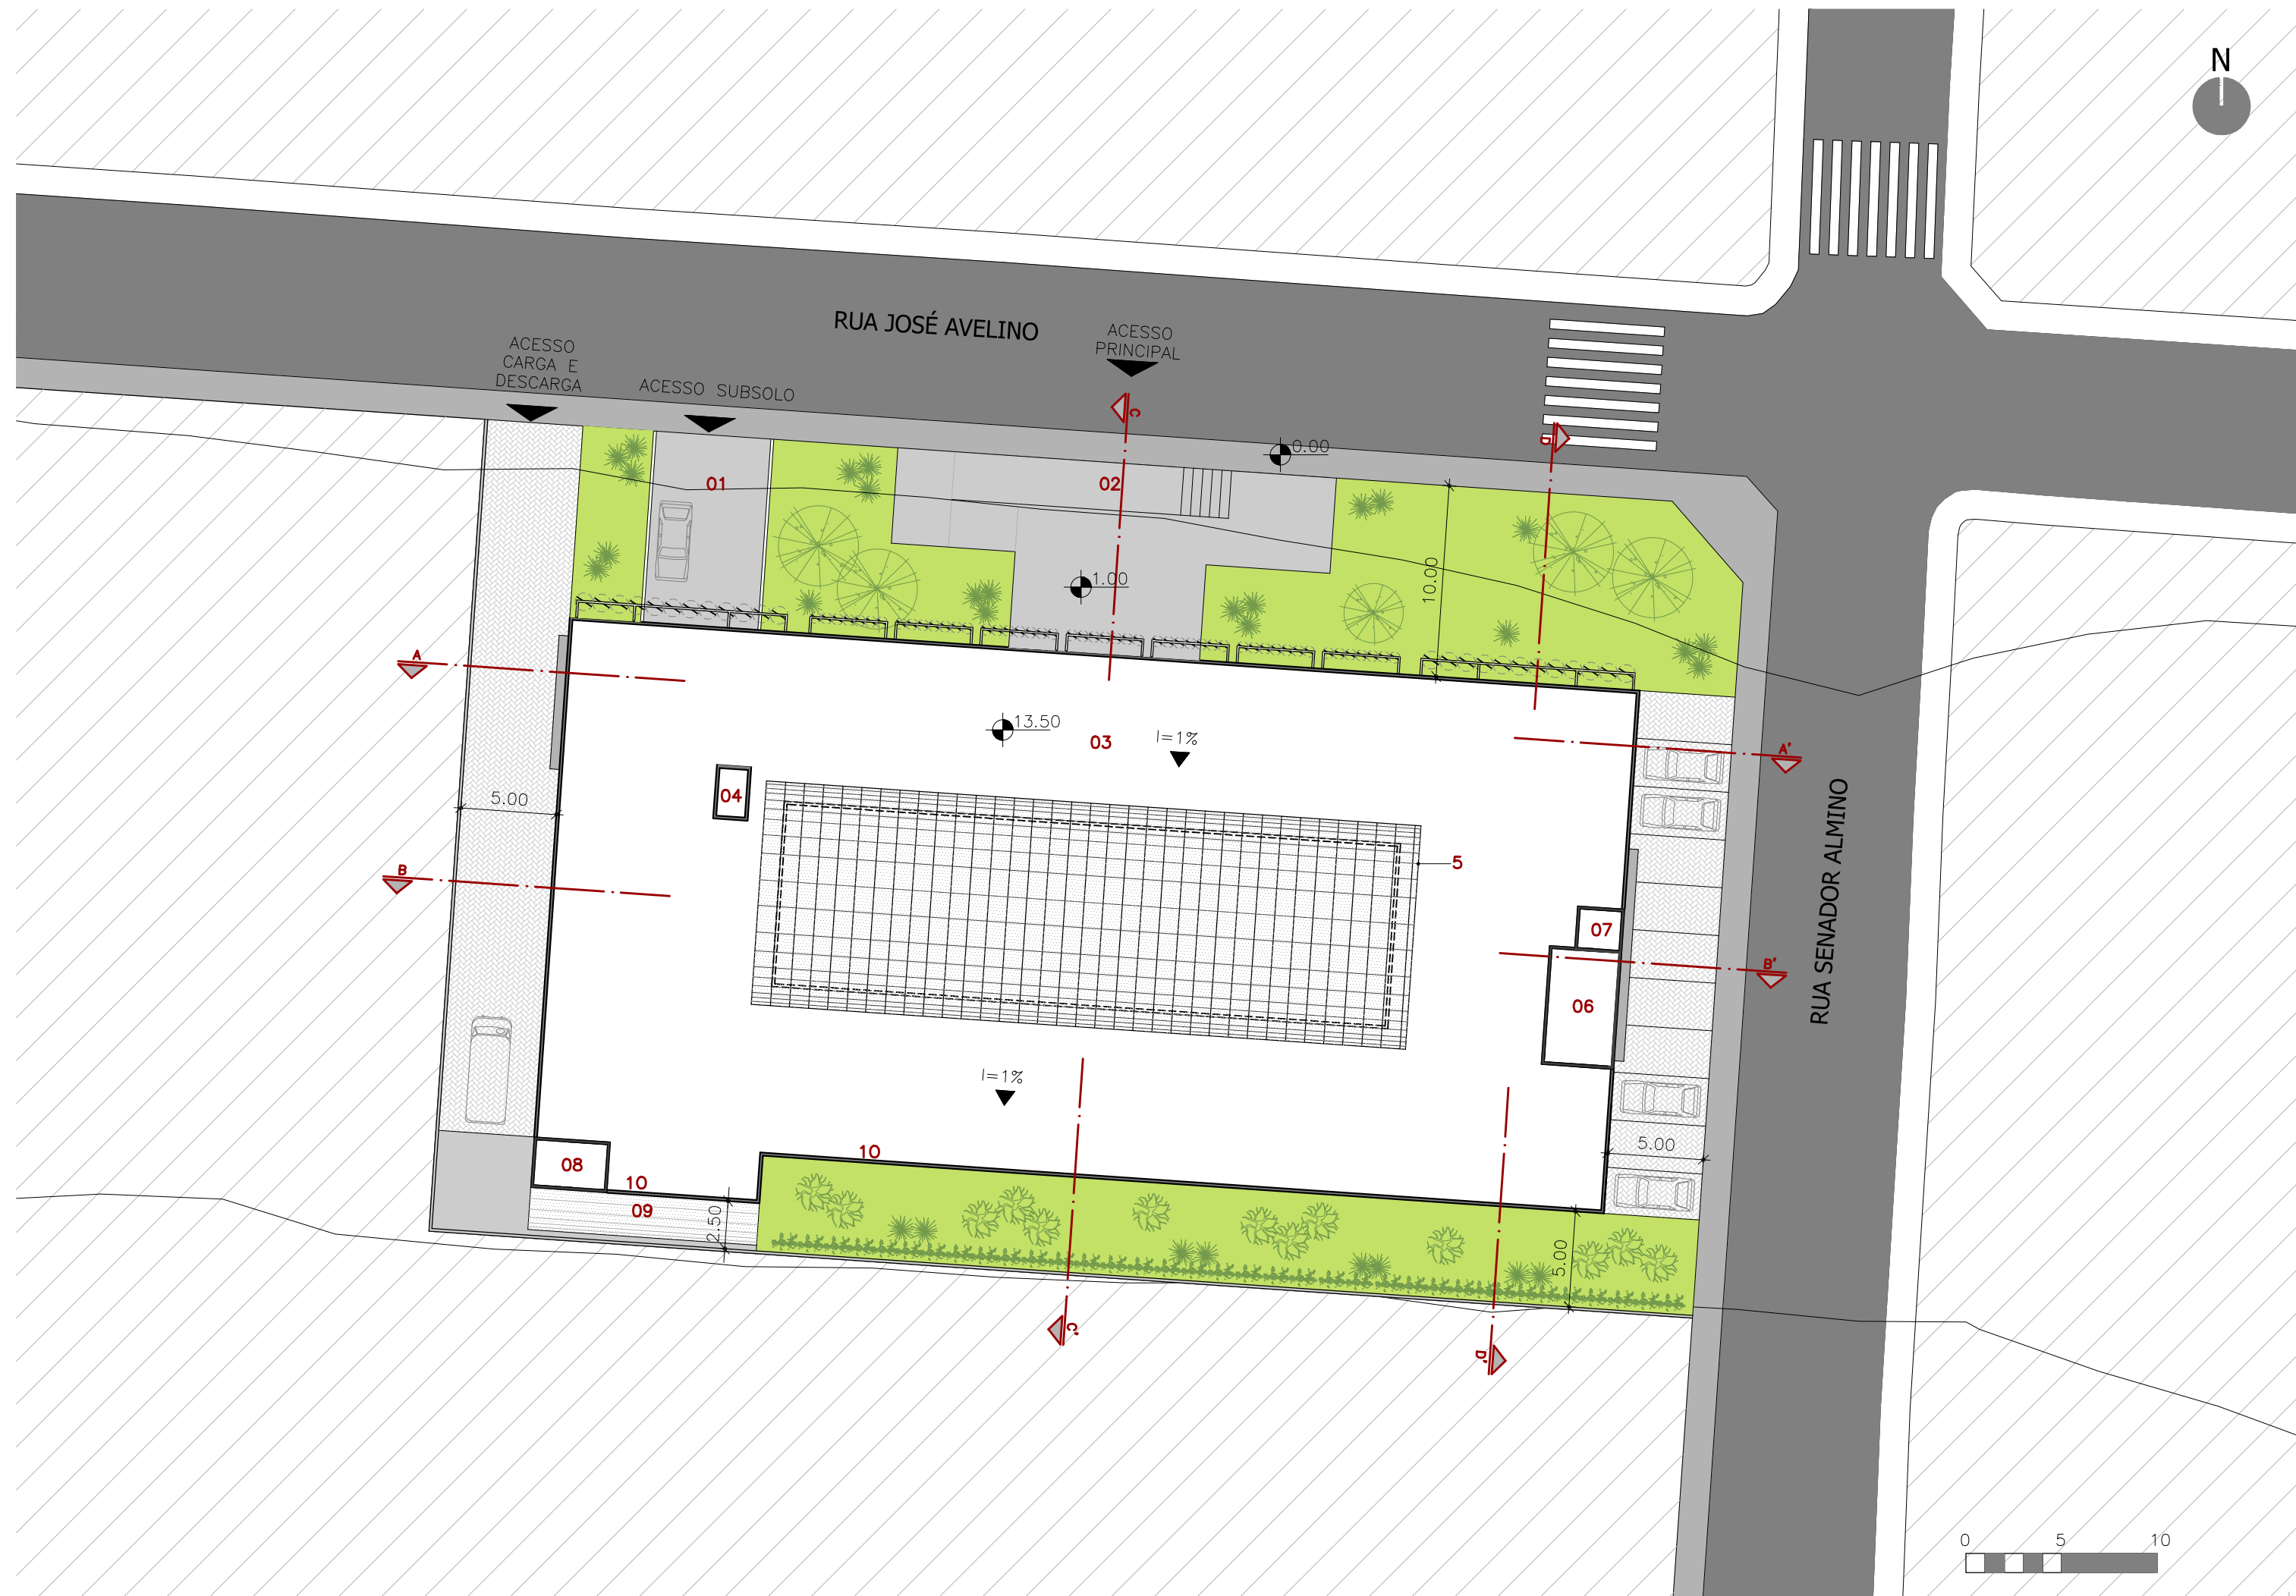 N
RUA JOSÉ AVELINO
ACESSO
PRINCIPAL
ACESSO
CARGA E
DESCARGA
ACESSO SUBSOLO
C
D
0.00
01
02
10.00
1.00
A
13.50
03
I=1%
A'
04
5.00
5
B
RUA SENADOR ALMINO
07
B'
06
I=1%
5.00
10
08
10
09
2.50
5.00
C'
D'
0 5 10